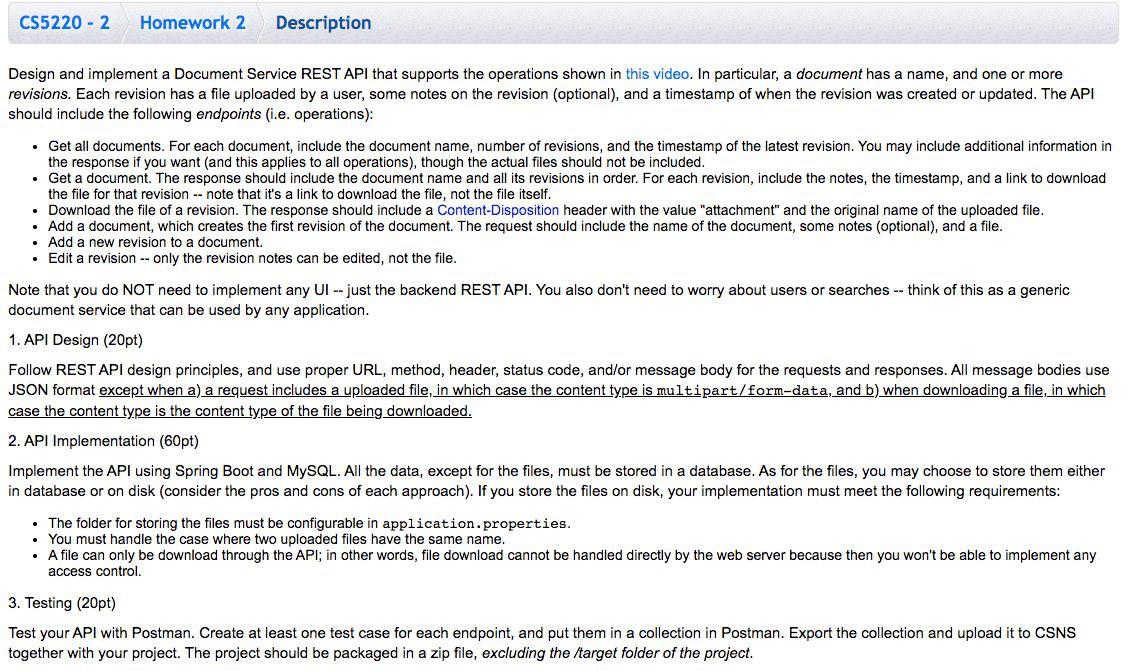 CS5220 - 2 Homework 2 Description
Design and implement a Document Service REST API that supports the operations shown in this video. In particular, a document has a name, and one or more
revisions. Each revision has a file uploaded by a user, some notes on the revision (optional), and a timestamp of when the revision was created or updated. The API
should include the following endpoints (i.e. operations):
• Get all documents. For each document, include the document name, number of revisions, and the timestamp of the latest revision. You may include additional information in
the response if you want (and this applies to all operations), though the actual files should not be included.
• Get a document. The response should include the document name and all its revisions in order. For each revision, include the notes, the timestamp, and a link to download
the file for that revision -- note that it's a link to download the file, not the file itself.
• Download the file of a revision. The response should include a Content-Disposition header with the value "attachment" and the original name of the uploaded file.
• Add a document, which creates the first revision of the document. The request should include the name of the document, some notes (optional), and a file.
• Add a new revision to a document.
• Edit a revision -- only the revision notes can be edited, not the file.
Note that you do NOT need to implement any UI -- just the backend REST API. You also don't need to worry about users or searches -- think of this as a generic
document service that can be used by any application.
1. API Design (20pt)
Follow REST API design principles, and use proper URL, method, header, status code, and/or message body for the requests and responses. All message bodies use
JSON format except when a) a request includes a uploaded file, in which case the content type is multipart/form-data, and b) when downloading a file, in which
case the content type is the content type of the file being downloaded.
2. API Implementation (60pt)
Implement the API using Spring Boot and MySQL. All the data, except for the files, must be stored in a database. As for the files, you may choose to store them either
in database or on disk (consider the pros and cons of each approach). If you store the files on disk, your implementation must meet the following requirements:
• The folder for storing the files must be configurable in application.properties.
• You must handle the case where two uploaded files have the same name.
• A file can only be download through the API; in other words, file download cannot be handled directly by the web server because then you won't be able to implement any
access control.
3. Testing (20pt)
Test your API with Postman. Create at least one test case for each endpoint, and put them in a collection in Postman. Export the collection and upload it to CSNS
together with your project. The project should be packaged in a zip file, excluding the /target folder of the project.